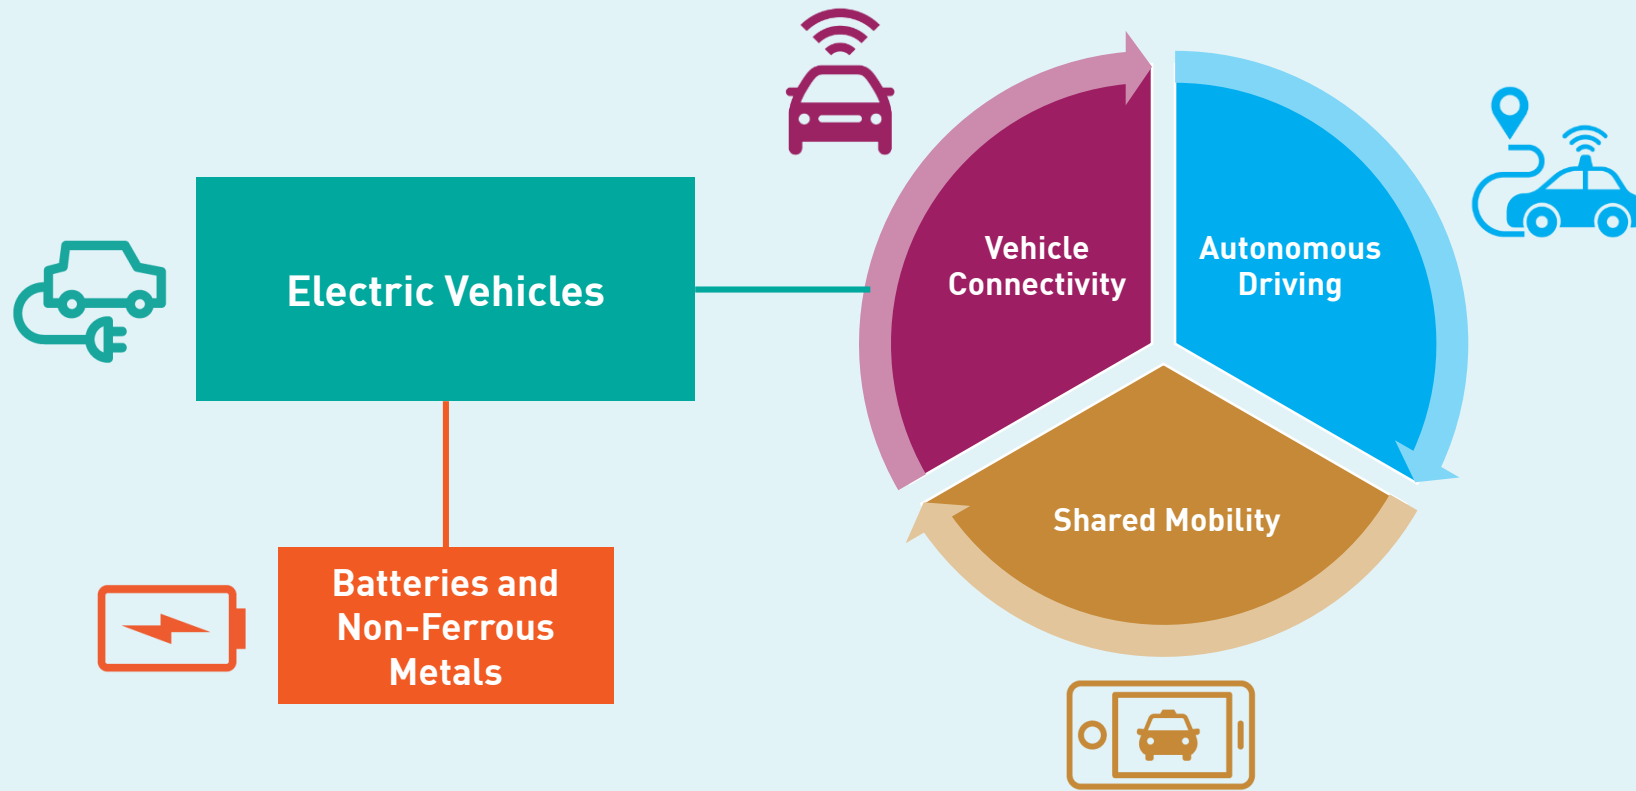 Electric Vehicles
Batteries and
Non-Ferrous
Metals
Vehicle
Connectivity
Autonomous
Driving
Shared Mobility